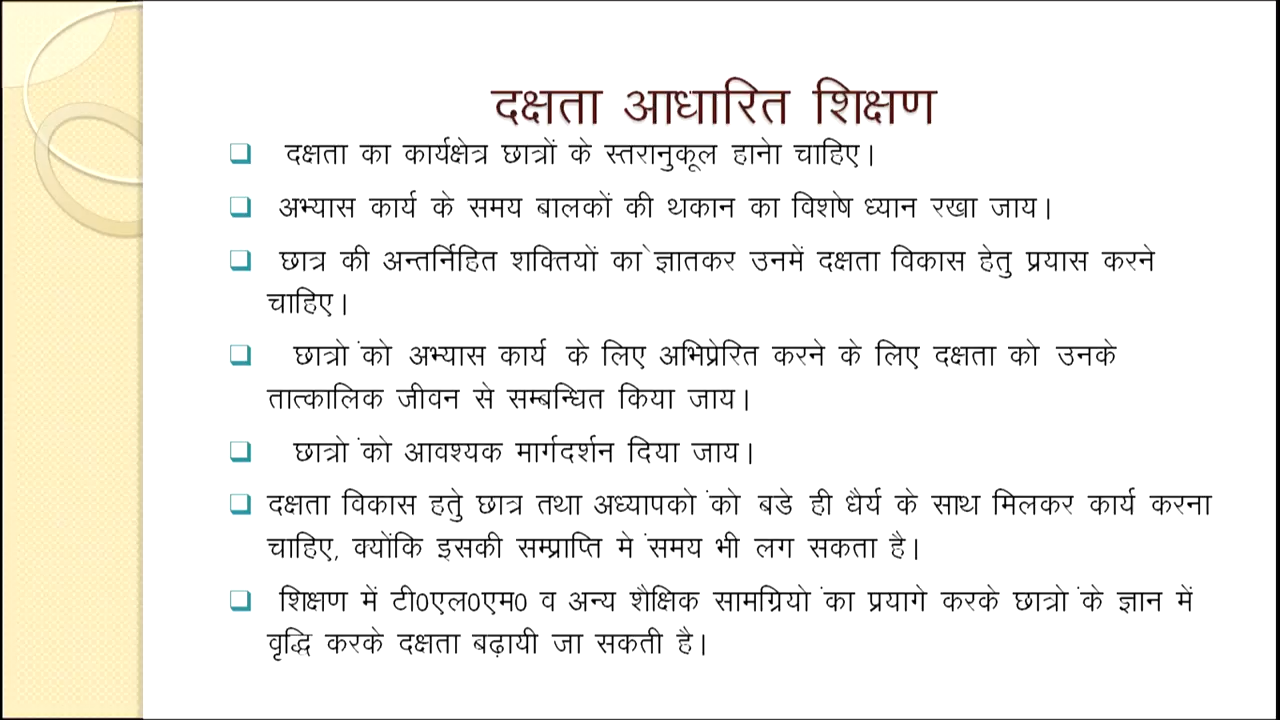 दक्षता आधारित शिक्षण
❑ दक्षता का कार्यक्षेत्र छात्रों के स्तरानुकूल हानेा चाहिए।
❑ अभ्यास कार्य के समय बालकों की थकान का विशेष ध्यान रखा जाय।
❑ छात्र की अन्तर्निहित शक्तियों का े ज्ञातकर उनमें दक्षता विकास हेतु प्रयास करने
चाहिए।
❑ छात्रो ंको अभ्यास कार्य के लिए अभिप्रेरित करने के लिए दक्षता को उनके
तात्कालिक जीवन से सम्बन्धित किया जाय।
❑ छात्रो ंको आवश्यक मार्गदर्शन दिया जाय।
❑ दक्षता विकास हतेु छात्र तथा अध्यापको ंको बडे ही धैर्य के साथ मिलकर कार्य करना
चाहिए, क्योंकि इसकी सम्प्राप्ति मे ंसमय भी लग सकता है।
❑ शिक्षण में टी0एल0एम0 व अन्य शैक्षिक सामग्रियो ंका प्रयागे करके छात्रो ंके ज्ञान में
वृद्धि करके दक्षता बढ़ायी जा सकती है।